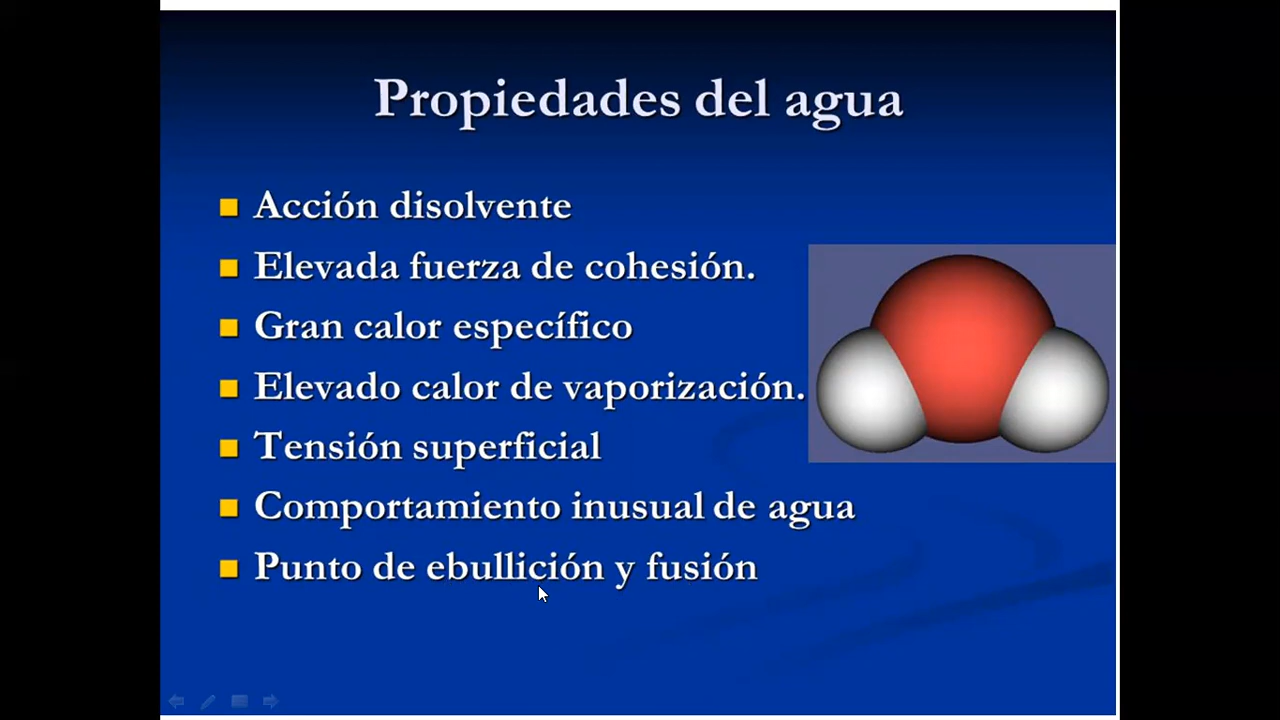 Propiedades del agua
Acción disolvente
Elevada fuerza de cohesión.
Gran calor específico
Elevado calor de vaporización.
Tensión superficial
Comportamiento inusual de agua
Punto de ebullición y fusión